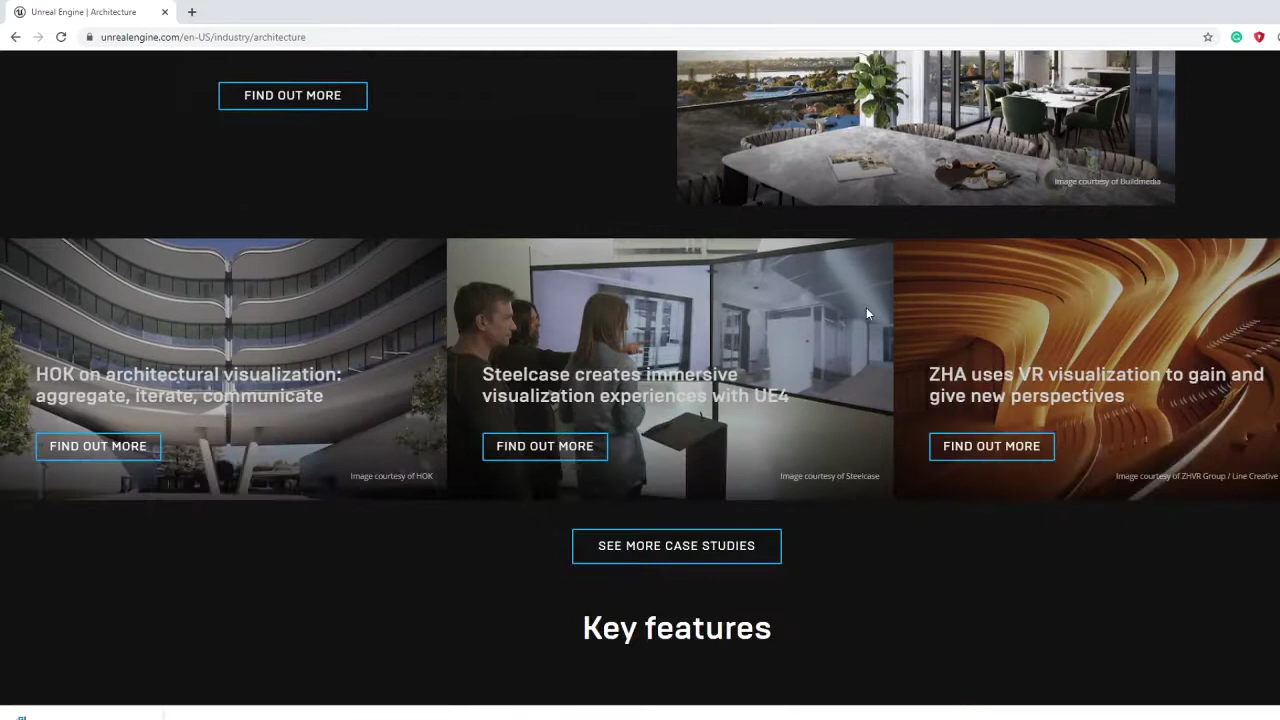 Unreal Engine | Architecture
unrealengine.com/en-US/industry/architecture
FIND OUT MORE
Image courtesy of Buildmedia
HOK on architectural visualization:
aggregate, iterate, communicate
FIND OUT MORE
Image courtesy of HOK
Steelcase creates immersive
visualization experiences with UE4
FIND OUT MORE
Image courtesy of Steelcase
ZHA uses VR visualization to gain and
give new perspectives
FIND OUT MORE
Image courtesy of ZHVR Group / Line Creative
SEE MORE CASE STUDIES
Key features